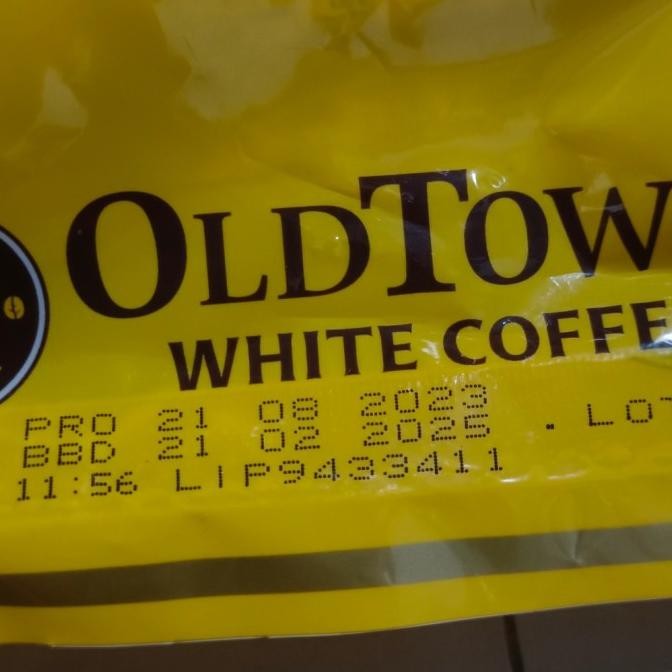 OLDTOW
WHITE COFFE
PRO 21 08 2023
BBD 21 02 2025 . LOT
11:56 LIP9433411